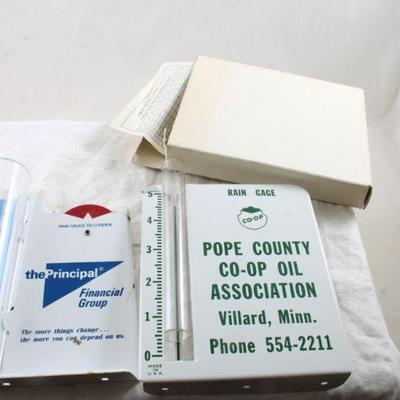 RAIN GAUGE RECORDER
thePrincipal®
Financial
Group
The more things change...
the more you can depend on us.
RAIN GAGE
CO-OP
POPE COUNTY
CO-OP OIL
ASSOCIATION
Villard, Minn.
Phone 554-2211
5
4
3
2
1
0
MADE
IN
U.S.A.